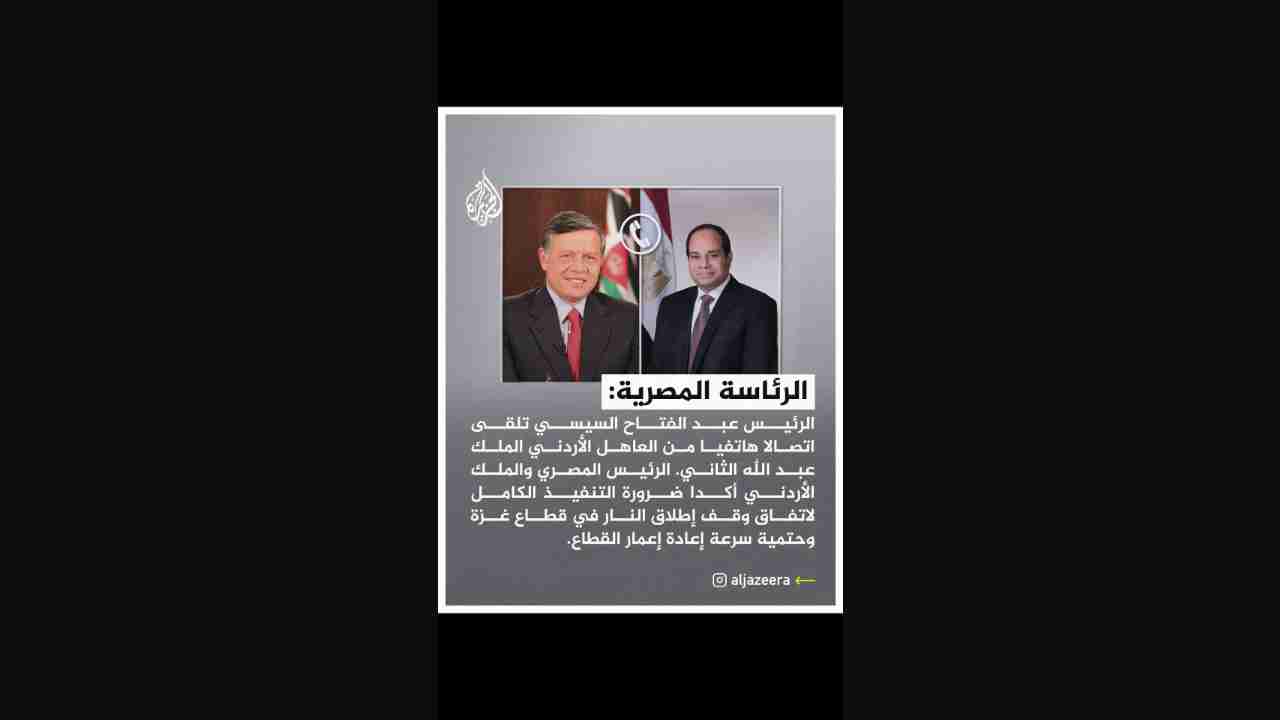 الجزيرة
الرئاسة المصرية:
الرئيس عبد الفتاح السيسي تلقى
اتصالا هاتفيا من العاهل الأردني الملك
عبد الله الثاني. الرئيس المصري والملك
الأردني أكدا ضرورة التنفيذ الكامل
لاتفاق وقف إطلاق النار في قطاع غزة
وحتمية سرعة إعادة إعمار القطاع.
aljazeera